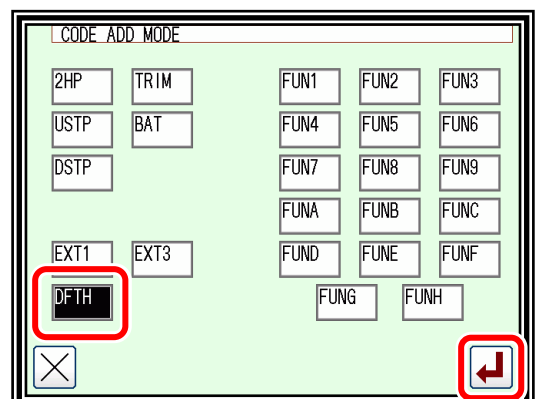 CODE ADD MODE
2HP TRIM FUN1 FUN2 FUN3
USTP BAT FUN4 FUN5 FUN6
DSTP FUN7 FUN8 FUN9
FUNA FUNB FUNC
EXT1 EXT3 FUND FUNE FUNF
DFTH FUNG FUNH